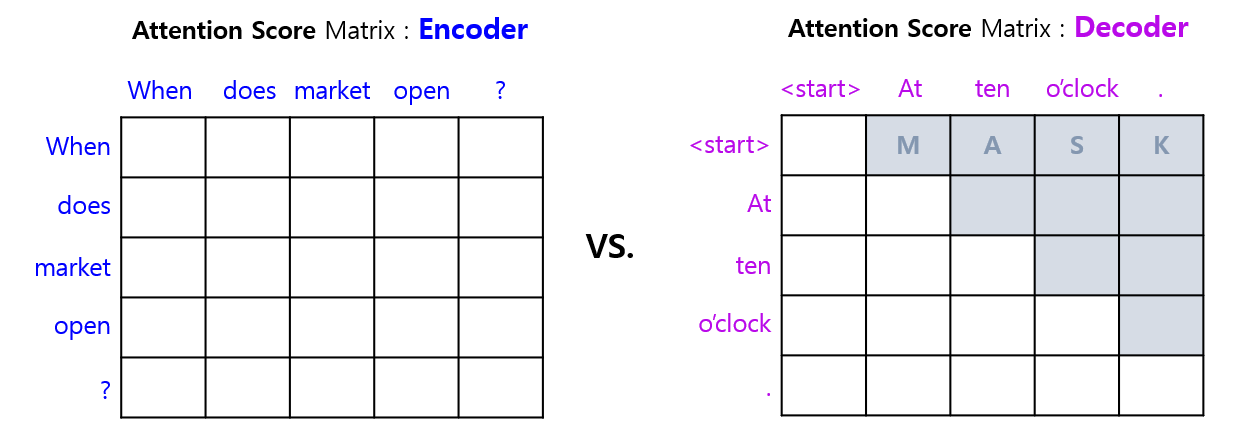 Attention Score Matrix : Encoder
When does market open ?
When
does
market
open
?
VS.
Attention Score Matrix : Decoder
<start> At ten o'clock .
<start> M A S K
At
ten
o'clock
.